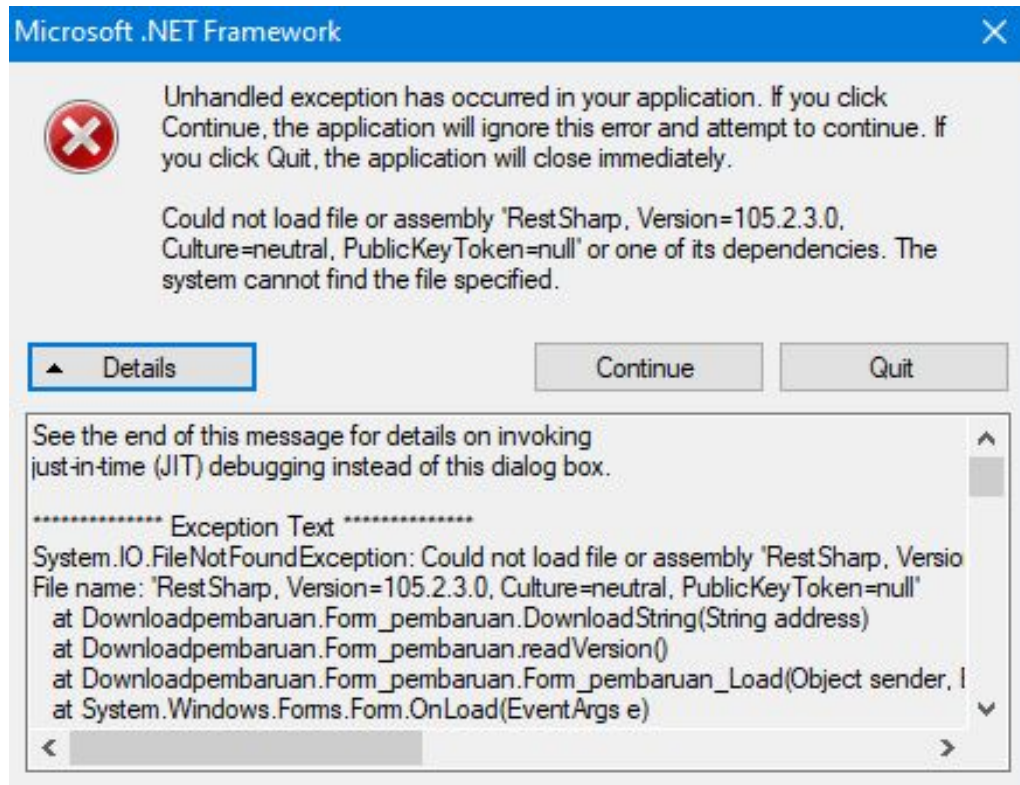 Microsoft .NET Framework
Unhandled exception has occurred in your application. If you click
Continue, the application will ignore this error and attempt to continue. If
you click Quit, the application will close immediately.
Could not load file or assembly 'RestSharp, Version=105.2.3.0,
Culture=neutral, PublicKeyToken=null' or one of its dependencies. The
system cannot find the file specified.
Details
Continue
Quit
See the end of this message for details on invoking
just-in-time (JIT) debugging instead of this dialog box.
************** Exception Text **************
System.IO.FileNotFoundException: Could not load file or assembly 'RestSharp, Versio
File name: 'RestSharp, Version=105.2.3.0, Culture=neutral, PublicKeyToken=null'
at Downloadpembaruan.Form_pembaruan.DownloadString(String address)
at Downloadpembaruan.Form_pembaruan.readVersion()
at Downloadpembaruan.Form_pembaruan.Form_pembaruan_Load(Object sender,
at System.Windows.Forms.Form.OnLoad(EventArgs e)